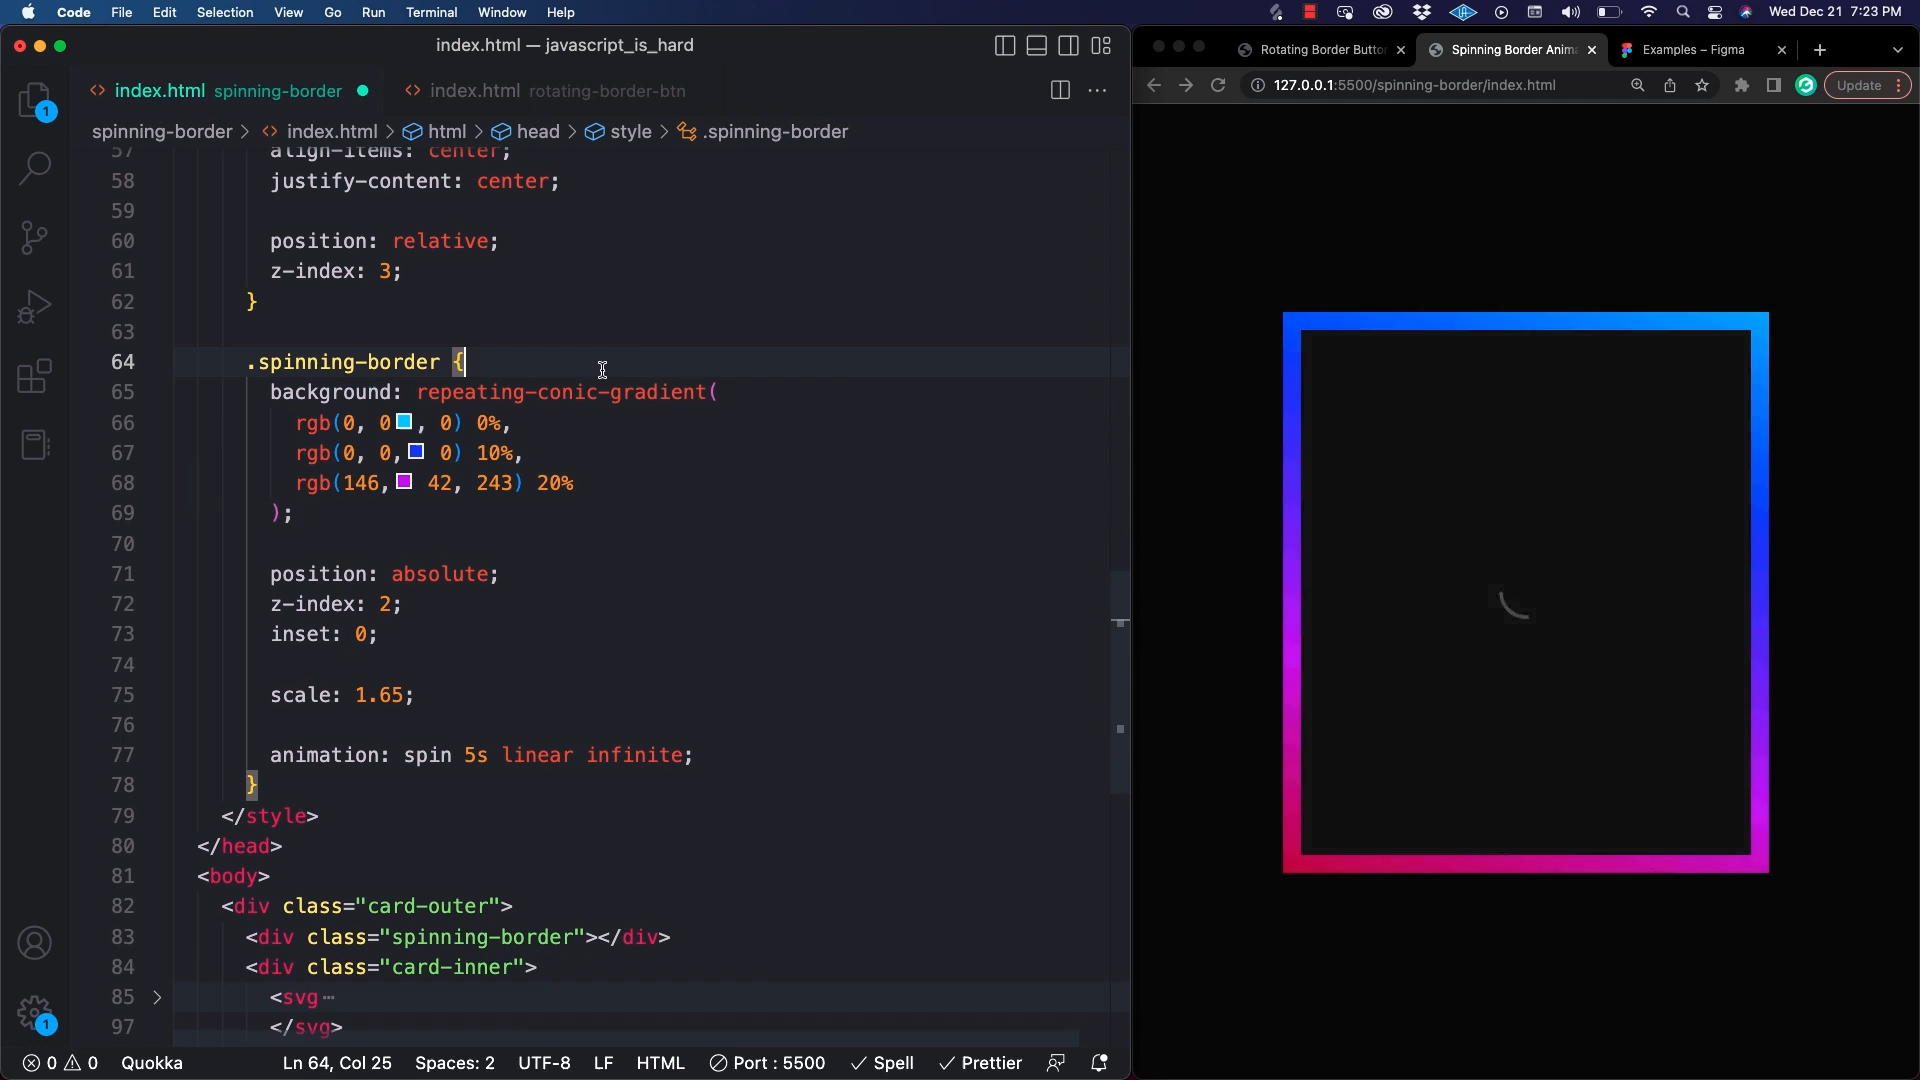 Code File Edit Selection View Go Run Terminal Window Help Wed Dec 21 7:23 PM
index.html — javascript_is_hard
index.html spinning-border index.html rotating-border-btn
spinning-border > index.html > html > head > style > .spinning-border
57 align-items: center;
58 justify-content: center;
59
60 position: relative;
61 z-index: 3;
62 }
63
64 .spinning-border {
65 background: repeating-conic-gradient(
66 rgb(0, 0, 0) 0%,
67 rgb(0, 0, 0) 10%,
68 rgb(146, 42, 243) 20%
69 );
70
71 position: absolute;
72 z-index: 2;
73 inset: 0;
74
75 scale: 1.65;
76
77 animation: spin 5s linear infinite;
78 }
79 </style>
80 </head>
81 <body>
82 <div class="card-outer">
83 <div class="spinning-border"></div>
84 <div class="card-inner">
85 <svg ⋯
97 </svg>
1
1
0 0 Quokka Ln 64, Col 25 Spaces: 2 UTF-8 LF HTML Port : 5500 Spell Prettier
Rotating Border Butto Spinning Border Anim Examples – Figma
127.0.0.1:5500/spinning-border/index.html Update